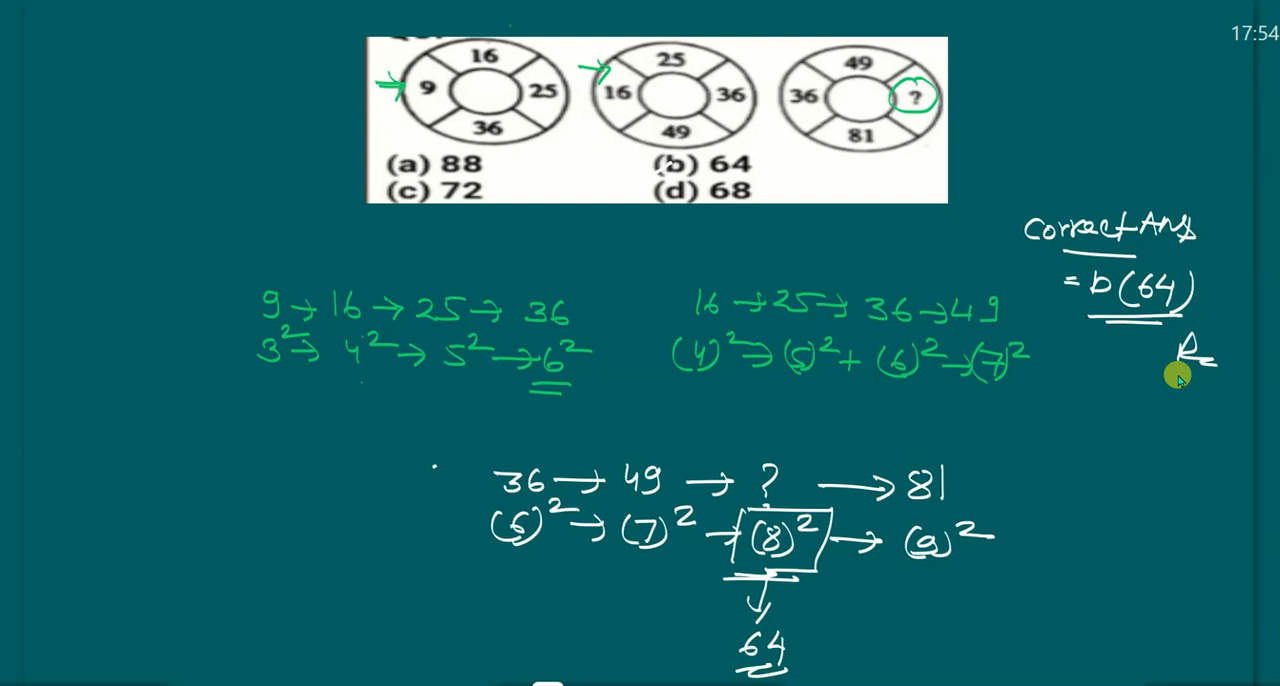 17:54
16 25 49
9 25 16 36 36 ?
36 49 81
(a) 88 (b) 64
(c) 72 (d) 68
Correct Ans
= b(64)
9 → 16 → 25 → 36 16 → 25 → 36 → 49
3² → 4² → 5² → 6² (4)² → (5)² + (6)² → (7)²
36 → 49 → ? → 81
(6)² → (7)² → (8)² → (9)²
64